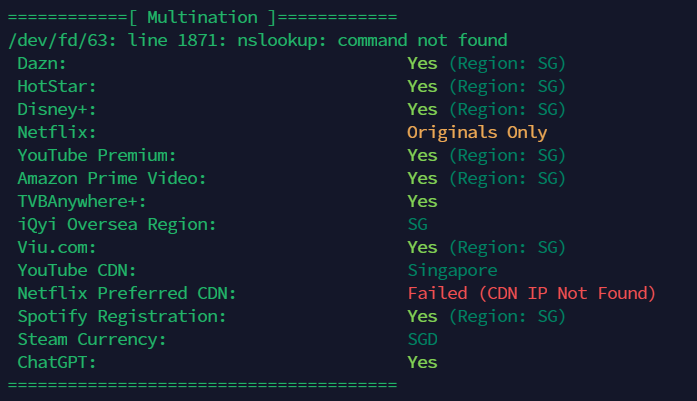 ============[ Multination ]============
/dev/fd/63: line 1871: nslookup: command not found
Dazn: Yes (Region: SG)
HotStar: Yes (Region: SG)
Disney+: Yes (Region: SG)
Netflix: Originals Only
YouTube Premium: Yes (Region: SG)
Amazon Prime Video: Yes (Region: SG)
TVBAnywhere+: Yes
iQyi Oversea Region: SG
Viu.com: Yes (Region: SG)
YouTube CDN: Singapore
Netflix Preferred CDN: Failed (CDN IP Not Found)
Spotify Registration: Yes (Region: SG)
Steam Currency: SGD
ChatGPT: Yes
=======================================